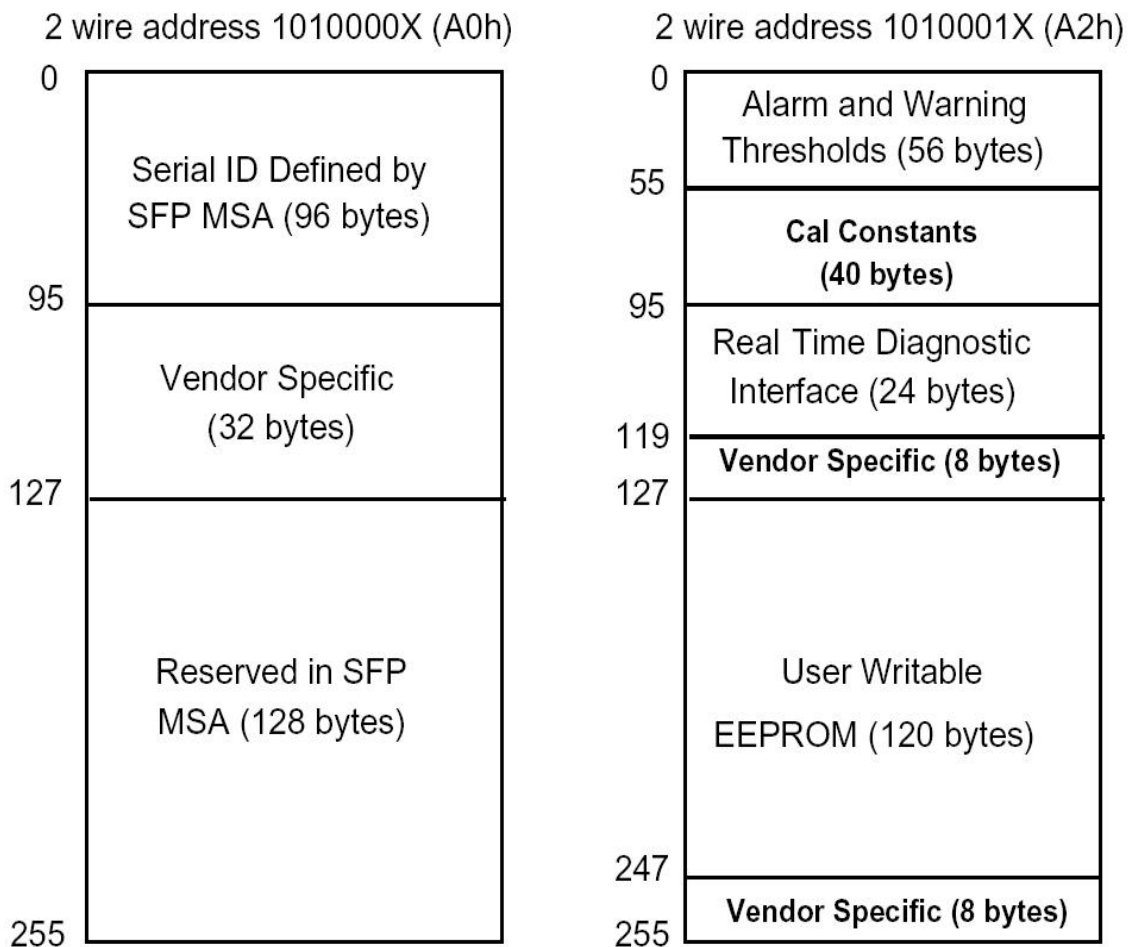 2 wire address 1010000X (A0h)
0
Serial ID Defined by
SFP MSA (96 bytes)
95
Vendor Specific
(32 bytes)
127
Reserved in SFP
MSA (128 bytes)
255
2 wire address 1010001X (A2h)
0
Alarm and Warning
Thresholds (56 bytes)
55
Cal Constants
(40 bytes)
95
Real Time Diagnostic
Interface (24 bytes)
119
Vendor Specific (8 bytes)
127
User Writable
EEPROM (120 bytes)
247
Vendor Specific (8 bytes)
255